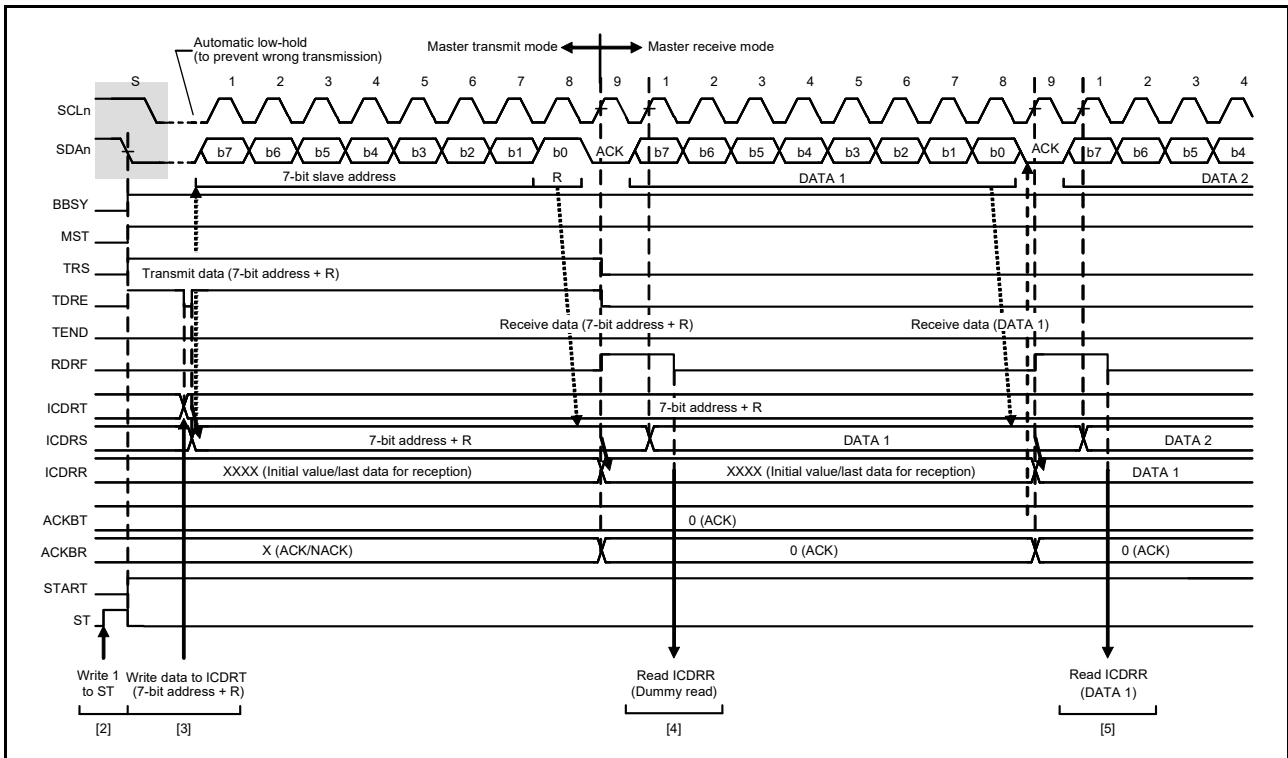 Automatic low-hold
(to prevent wrong transmission)
Master transmit mode
Master receive mode
S 1 2 3 4 5 6 7 8 9 1 2 3 4 5 6 7 8 9 1 2 3 4
SCLn
SDAn b7 b6 b5 b4 b3 b2 b1 b0 ACK b7 b6 b5 b4 b3 b2 b1 b0 ACK b7 b6 b5 b4
7-bit slave address R DATA 1 DATA 2
BBSY
MST
TRS
Transmit data (7-bit address + R)
TDRE
TEND
Receive data (7-bit address + R) Receive data (DATA 1)
RDRF
ICDRT 7-bit address + R
ICDRS 7-bit address + R DATA 1 DATA 2
ICDRR XXXX (Initial value/last data for reception) XXXX (Initial value/last data for reception) DATA 1
ACKBT 0 (ACK)
ACKBR X (ACK/NACK) 0 (ACK) 0 (ACK)
START
ST
Write 1
to ST
Write data to ICDRT
(7-bit address + R)
Read ICDRR
(Dummy read)
Read ICDRR
(DATA 1)
[2] [3] [4] [5]